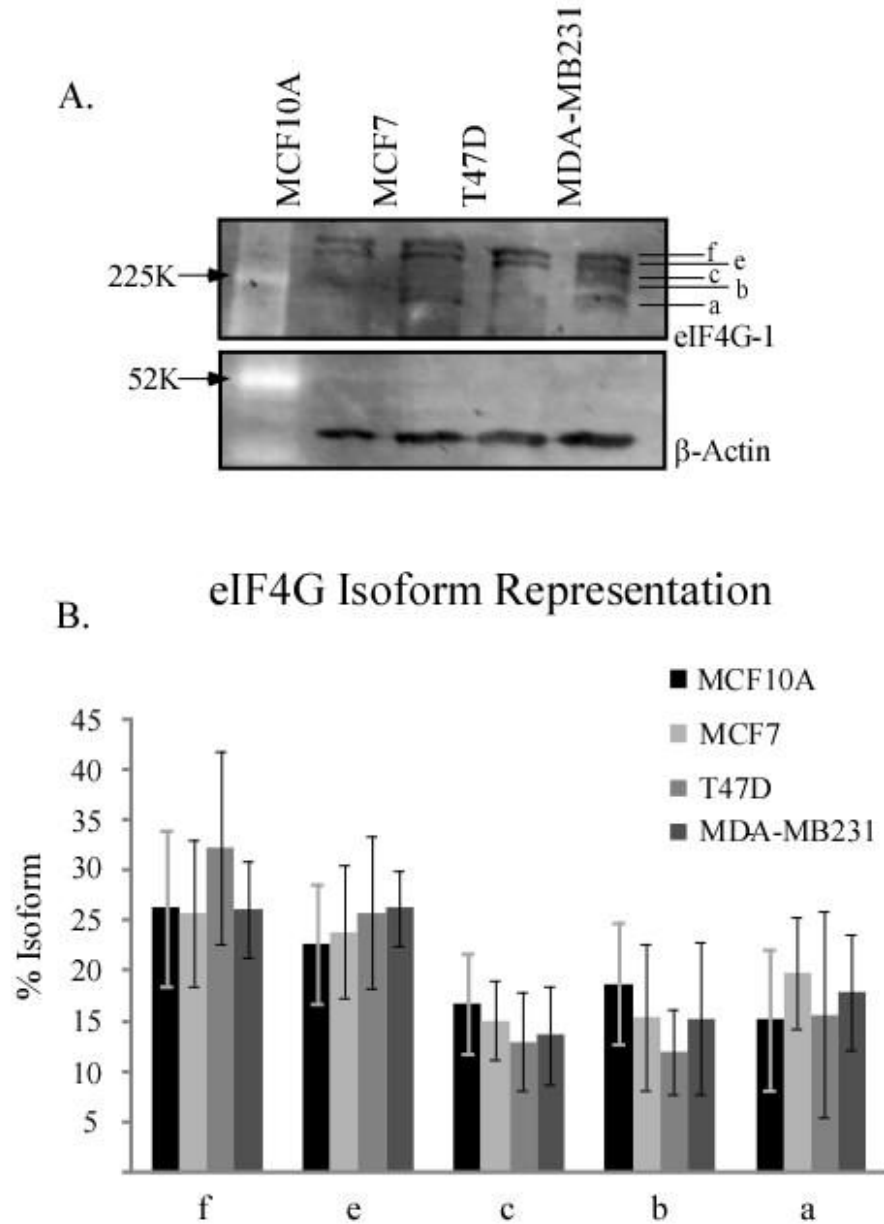 A.
MCF10A
MCF7
T47D
MDA-MB231
225K
f
e
c
b
a
eIF4G-1
52K
β-Actin
eIF4G Isoform Representation
B.
MCF10A
MCF7
T47D
MDA-MB231
% Isoform
45
40
35
30
25
20
15
10
5
f e c b a